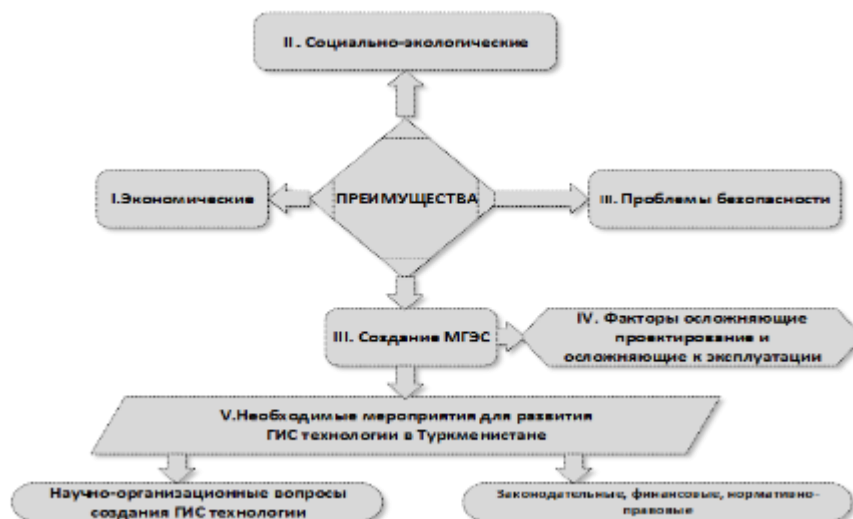 II . Социально-экологические
I.Экономические
ПРЕИМУЩЕСТВА
III. Проблемы безопасности
III. Создание МГЭС
IV. Факторы осложняющие
проектирование и
осложняющие к эксплуатации
V.Необходимые мероприятия для развития
ГИС технологии в Туркменистане
Научно-организационные вопросы
создания ГИС технологии
Законодательные, финансовые, нормативно-
правовые